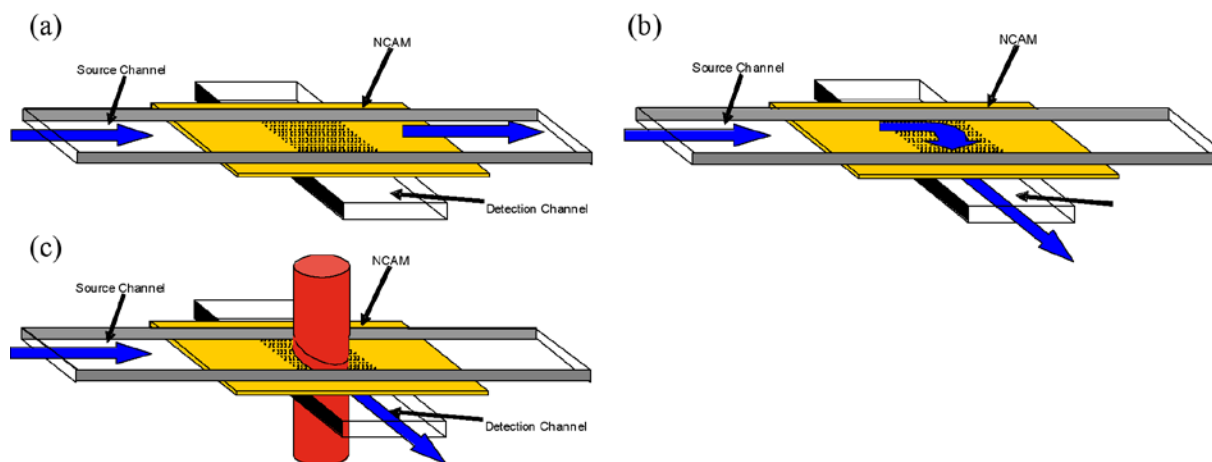 (a)
NCAM
Source Channel
Detection Channel
(b)
NCAM
Source Channel
(c)
NCAM
Source Channel
Detection Channel